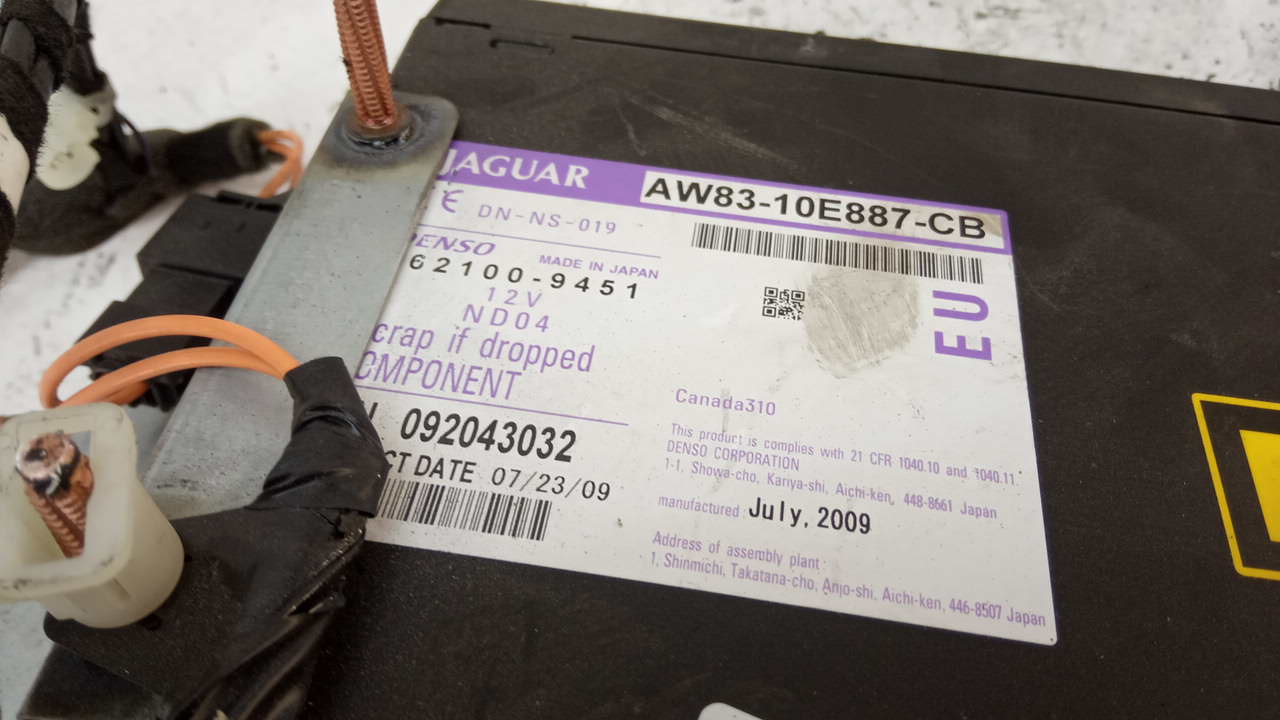 JAGUAR AW83-10E887-CB
CE DN-NS-019
DENSO MADE IN JAPAN
62100-9451
12V
ND04
crap if dropped
OMPONENT
092043032
CT DATE 07/23/09
EU
Canada310
This product is complies with 21 CFR 1040.10 and 1040.11.
DENSO CORPORATION
1-1, Showa-cho, Kariya-shi, Aichi-ken, 448-8661 Japan
manufactured : July, 2009
Address of assembly plant :
1, Shinmichi, Takatana-cho, Anjo-shi, Aichi-ken, 446-8507 Japan